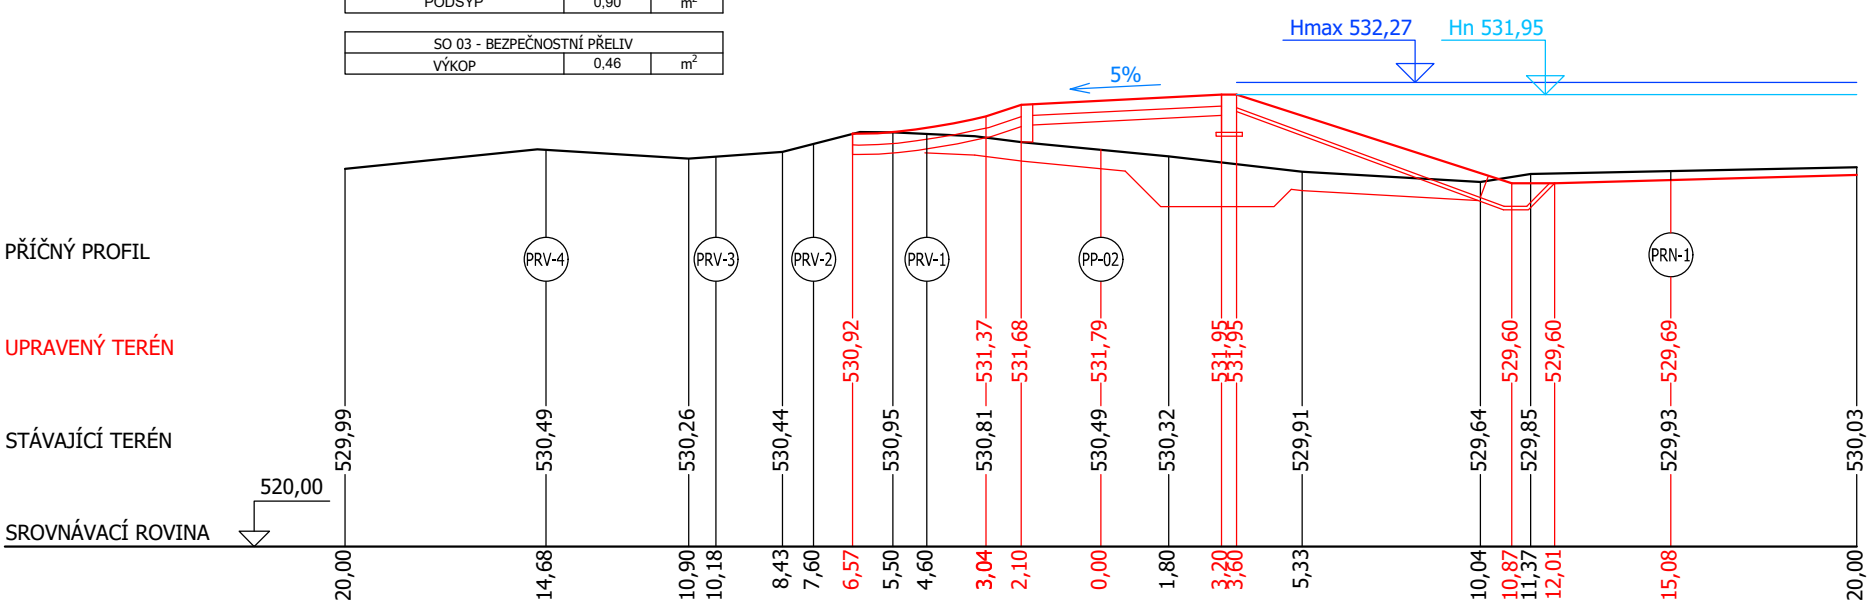 PODSYP 0,90 m²
SO 03 - BEZPEČNOSTNÍ PŘELIV
VÝKOP 0,46 m²
Hmax 532,27 Hn 531,95
5%
PŘÍČNÝ PROFIL PRV-4 PRV-3 PRV-2 PRV-1 PP-02 PRN-1
UPRAVENÝ TERÉN 530,92 531,37 531,68 531,79 531,95 531,95 529,60 529,60 529,69
STÁVAJÍCÍ TERÉN 529,99 530,49 530,26 530,44 530,95 530,81 530,49 530,32 529,91 529,64 529,85 529,93 530,03
520,00
SROVNÁVACÍ ROVINA
20,00 14,68 10,90 10,18 8,43 7,60 6,57 5,50 4,60 3,04 2,10 0,00 1,80 3,20 3,60 5,33 10,04 10,87 11,37 12,01 15,08 20,00